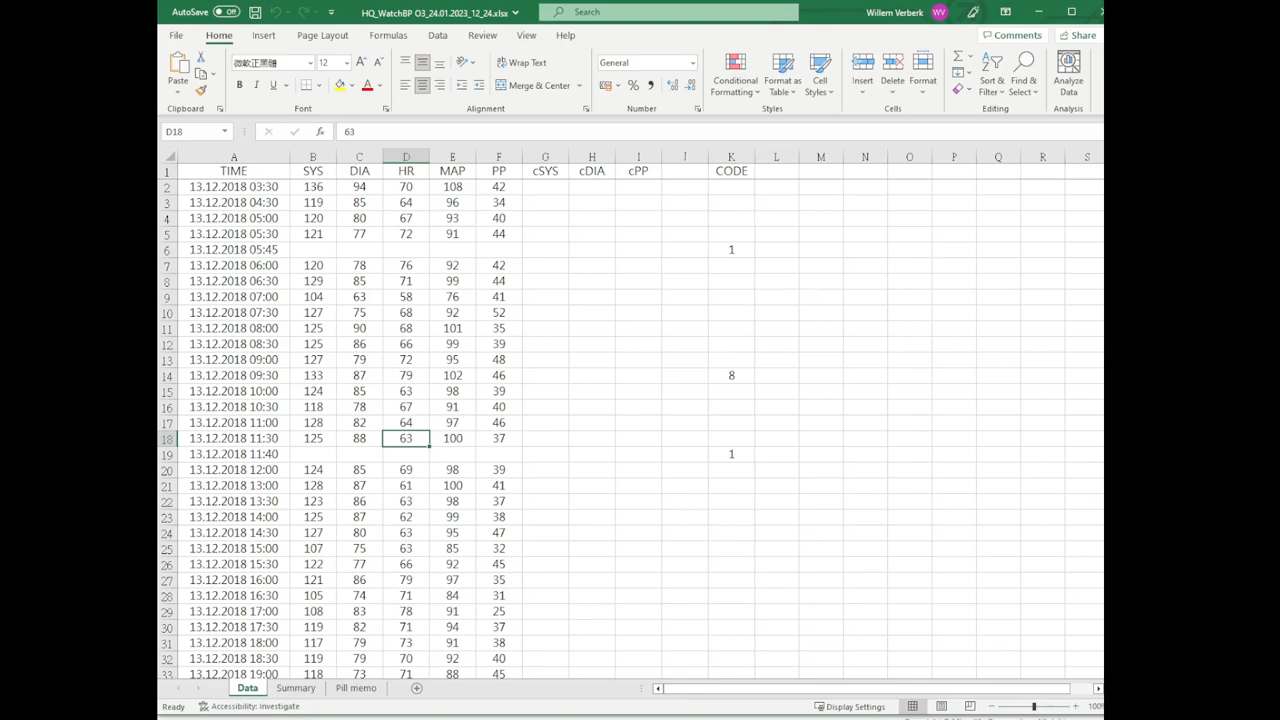 AutoSave Off HQ_WatchBP O3_24.01.2023_12_24.xlsx Search Willem Verberk WV
File Home Insert Page Layout Formulas Data Review View Help Comments Share
Paste 微軟正黑體 12 A A Wrap Text General Conditional Formatting Format as Table Cell Styles Insert Delete Format Sort & Filter Find & Select Analyze Data
B I U A Merge & Center % ,
Clipboard Font Alignment Number Styles Cells Editing Analysis
D18 fx 63
A B C D E F G H I J K L M N O P Q R S
1 TIME SYS DIA HR MAP PP cSYS cDIA cPP CODE
2 13.12.2018 03:30 136 94 70 108 42
3 13.12.2018 04:30 119 85 64 96 34
4 13.12.2018 05:00 120 80 67 93 40
5 13.12.2018 05:30 121 77 72 91 44
6 13.12.2018 05:45 1
7 13.12.2018 06:00 120 78 76 92 42
8 13.12.2018 06:30 129 85 71 99 44
9 13.12.2018 07:00 104 63 58 76 41
10 13.12.2018 07:30 127 75 68 92 52
11 13.12.2018 08:00 125 90 68 101 35
12 13.12.2018 08:30 125 86 66 99 39
13 13.12.2018 09:00 127 79 72 95 48
14 13.12.2018 09:30 133 87 79 102 46 8
15 13.12.2018 10:00 124 85 63 98 39
16 13.12.2018 10:30 118 78 67 91 40
17 13.12.2018 11:00 128 82 64 97 46
18 13.12.2018 11:30 125 88 63 100 37
19 13.12.2018 11:40 1
20 13.12.2018 12:00 124 85 69 98 39
21 13.12.2018 13:00 128 87 61 100 41
22 13.12.2018 13:30 123 86 63 98 37
23 13.12.2018 14:00 125 87 62 99 38
24 13.12.2018 14:30 127 80 63 95 47
25 13.12.2018 15:00 107 75 63 85 32
26 13.12.2018 15:30 122 77 66 92 45
27 13.12.2018 16:00 121 86 79 97 35
28 13.12.2018 16:30 105 74 71 84 31
29 13.12.2018 17:00 108 83 78 91 25
30 13.12.2018 17:30 119 82 71 94 37
31 13.12.2018 18:00 117 79 73 91 38
32 13.12.2018 18:30 119 79 70 92 40
33 13.12.2018 19:00 118 73 71 88 45
Data Summary Pill memo
Ready Accessibility: Investigate Display Settings 100%